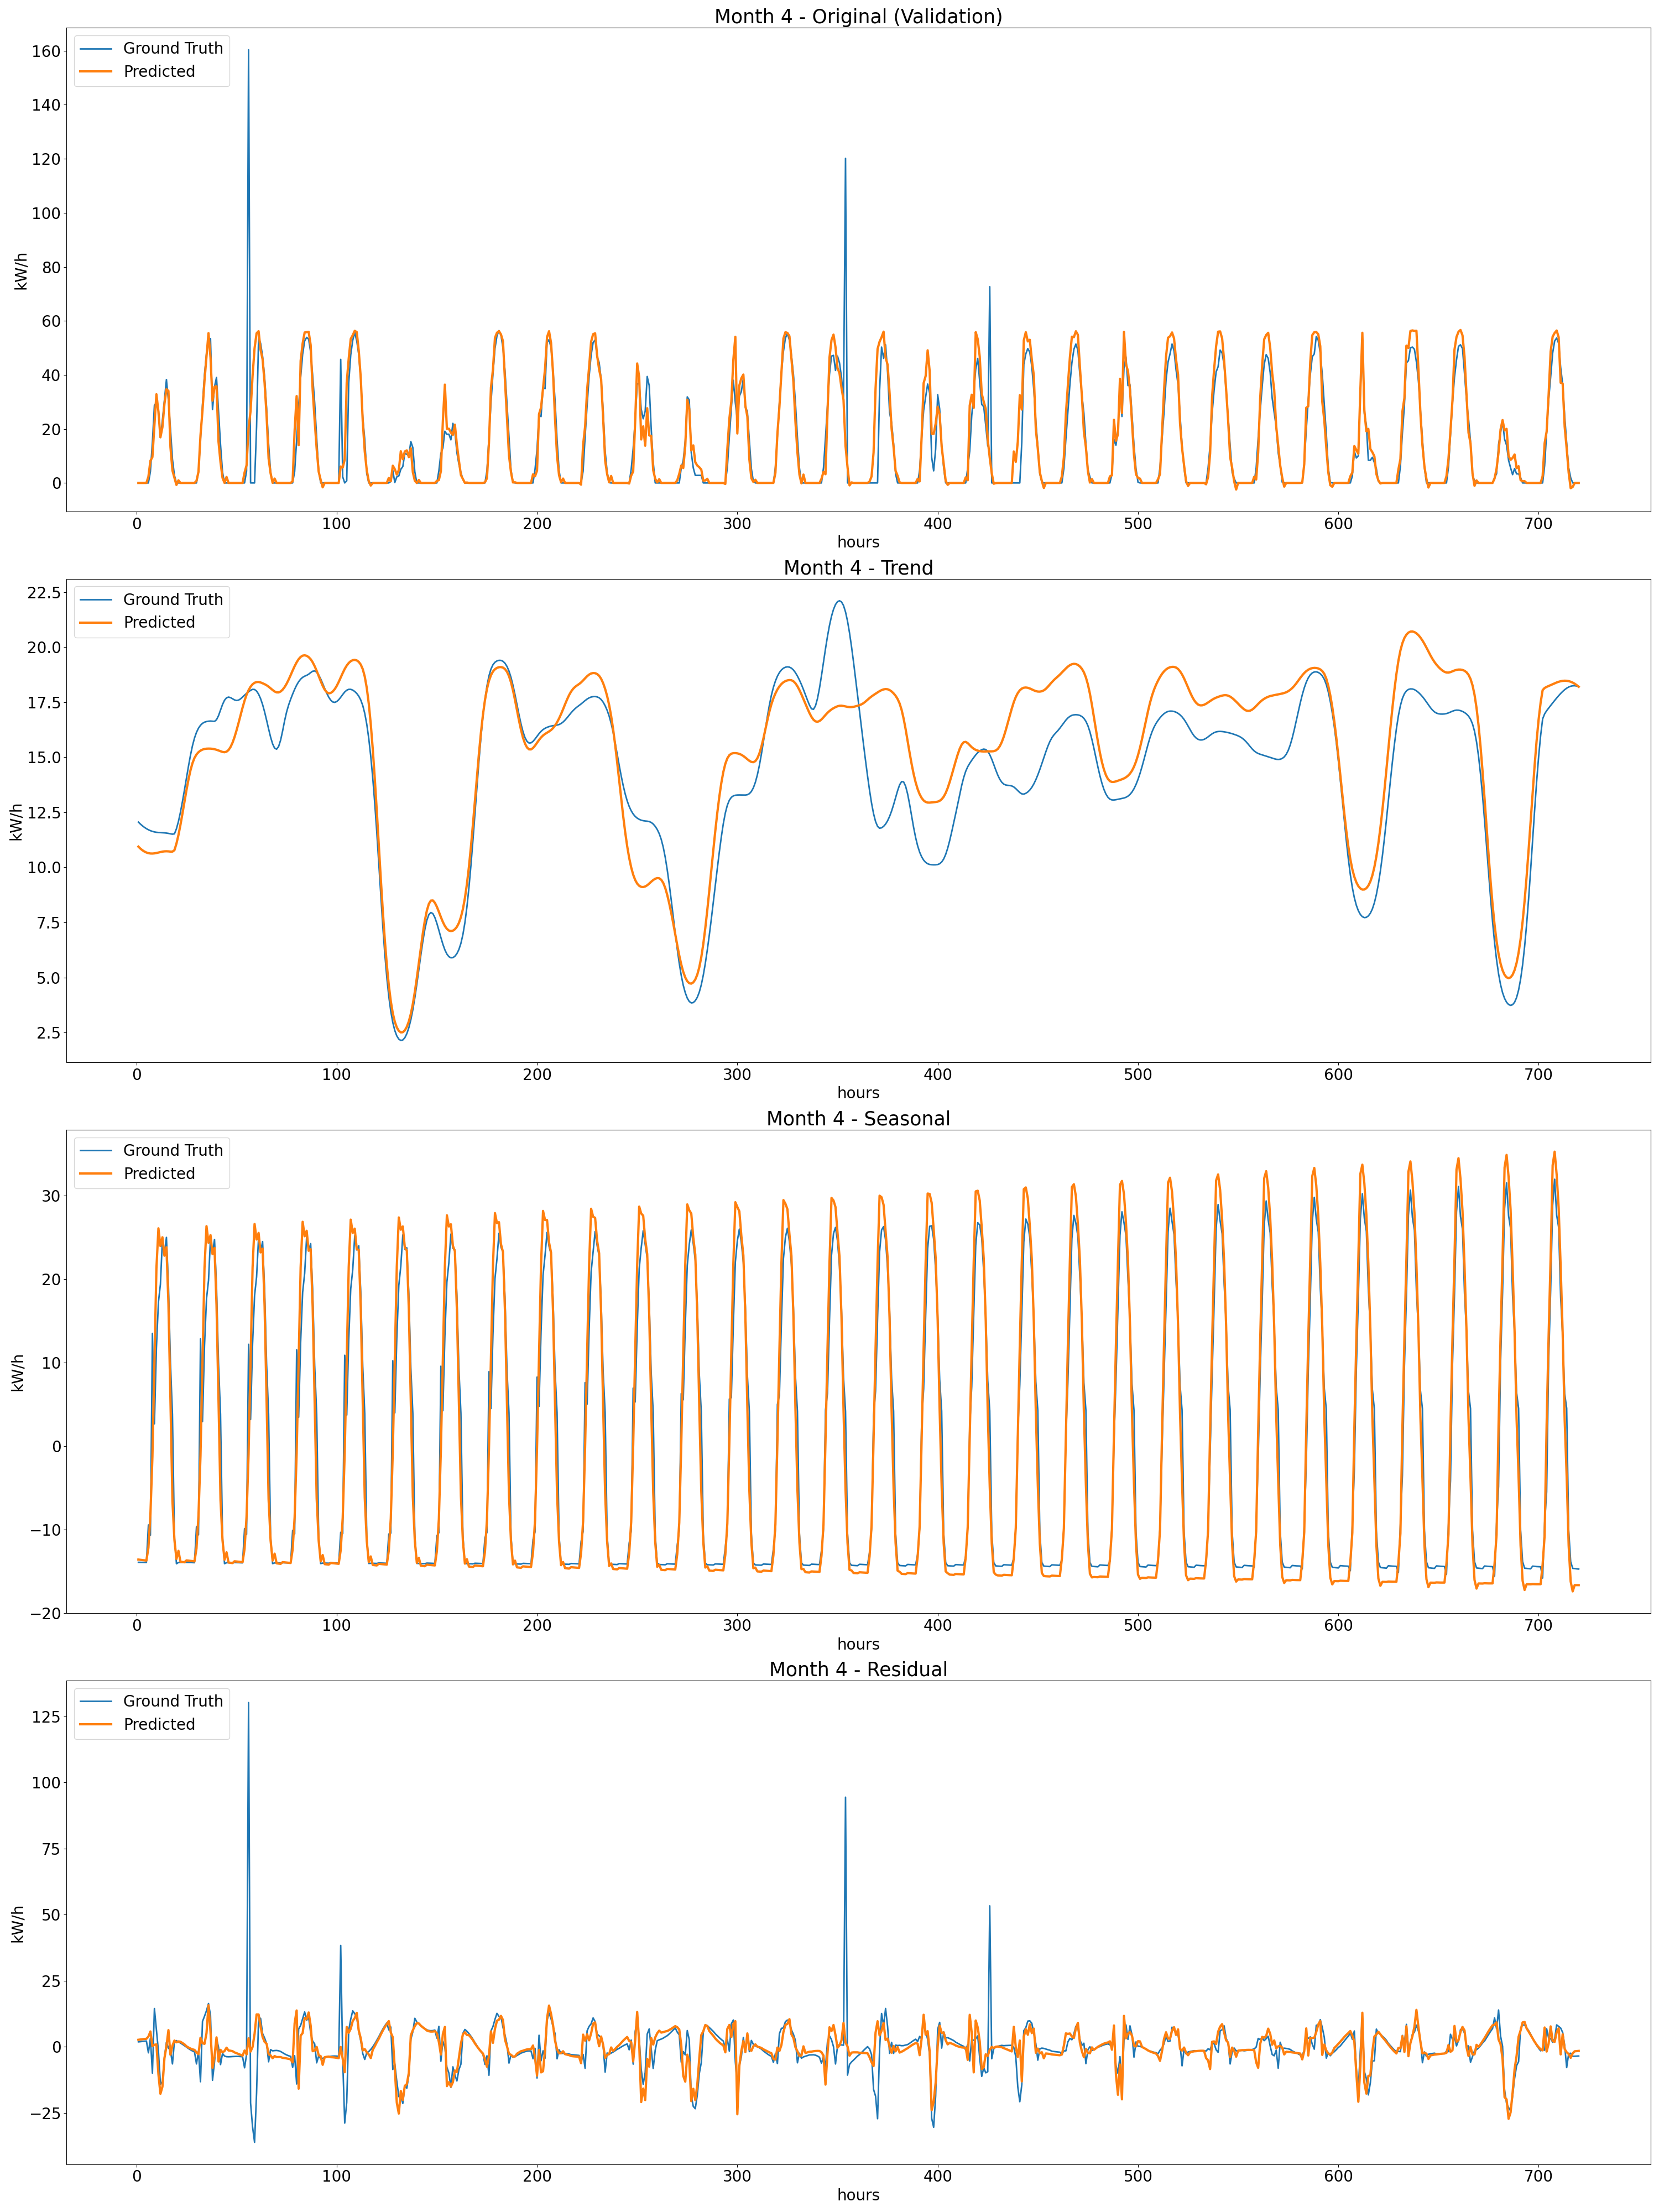 Month 4 - Original (Validation)
Ground Truth
Predicted
160
140
120
100
80
60
40
20
0
kW/h
0 100 200 300 400 500 600 700
hours
Month 4 - Trend
Ground Truth
Predicted
22.5
20.0
17.5
15.0
12.5
10.0
7.5
5.0
2.5
kW/h
0 100 200 300 400 500 600 700
hours
Month 4 - Seasonal
Ground Truth
Predicted
30
20
10
0
−10
−20
kW/h
0 100 200 300 400 500 600 700
hours
Month 4 - Residual
Ground Truth
Predicted
125
100
75
50
25
0
−25
kW/h
0 100 200 300 400 500 600 700
hours